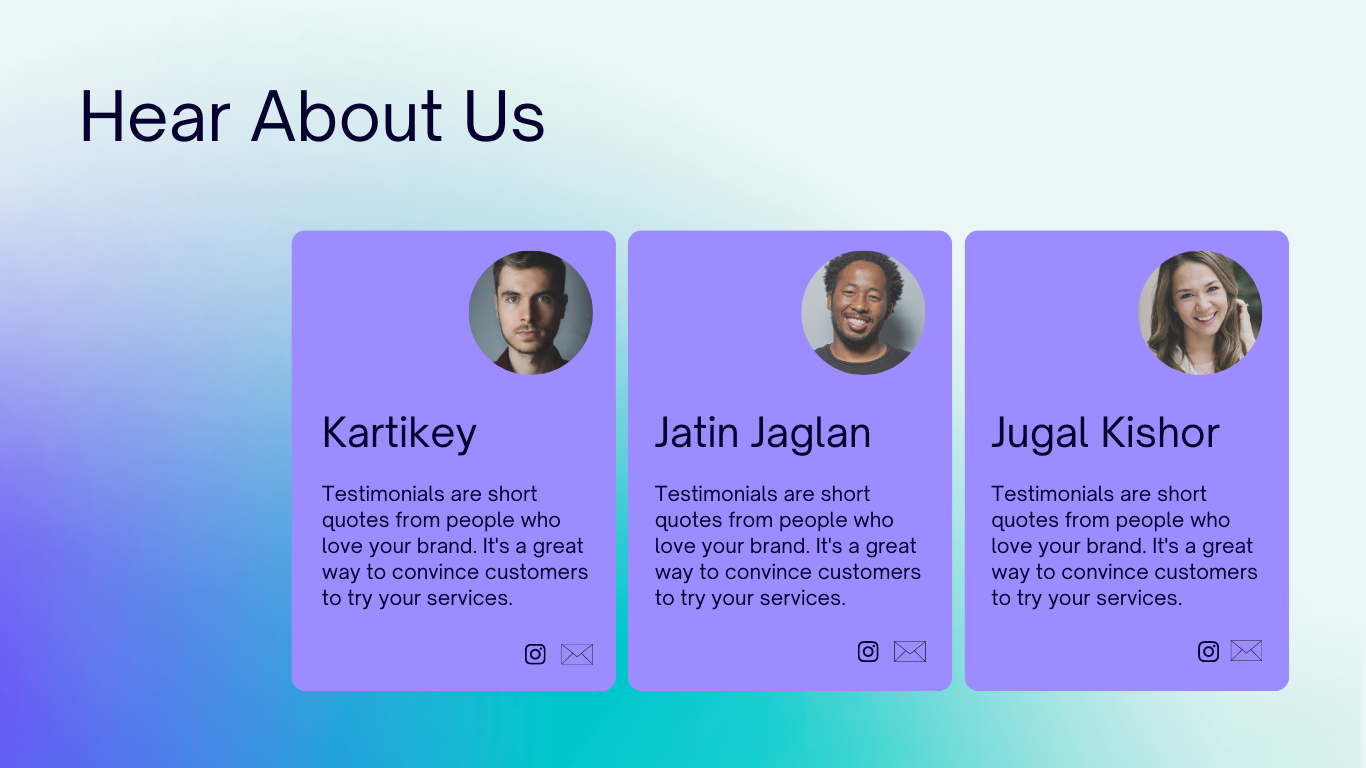 Hear About Us
Kartikey
Testimonials are short
quotes from people who
love your brand. It's a great
way to convince customers
to try your services.
Jatin Jaglan
Testimonials are short
quotes from people who
love your brand. It's a great
way to convince customers
to try your services.
Jugal Kishor
Testimonials are short
quotes from people who
love your brand. It's a great
way to convince customers
to try your services.